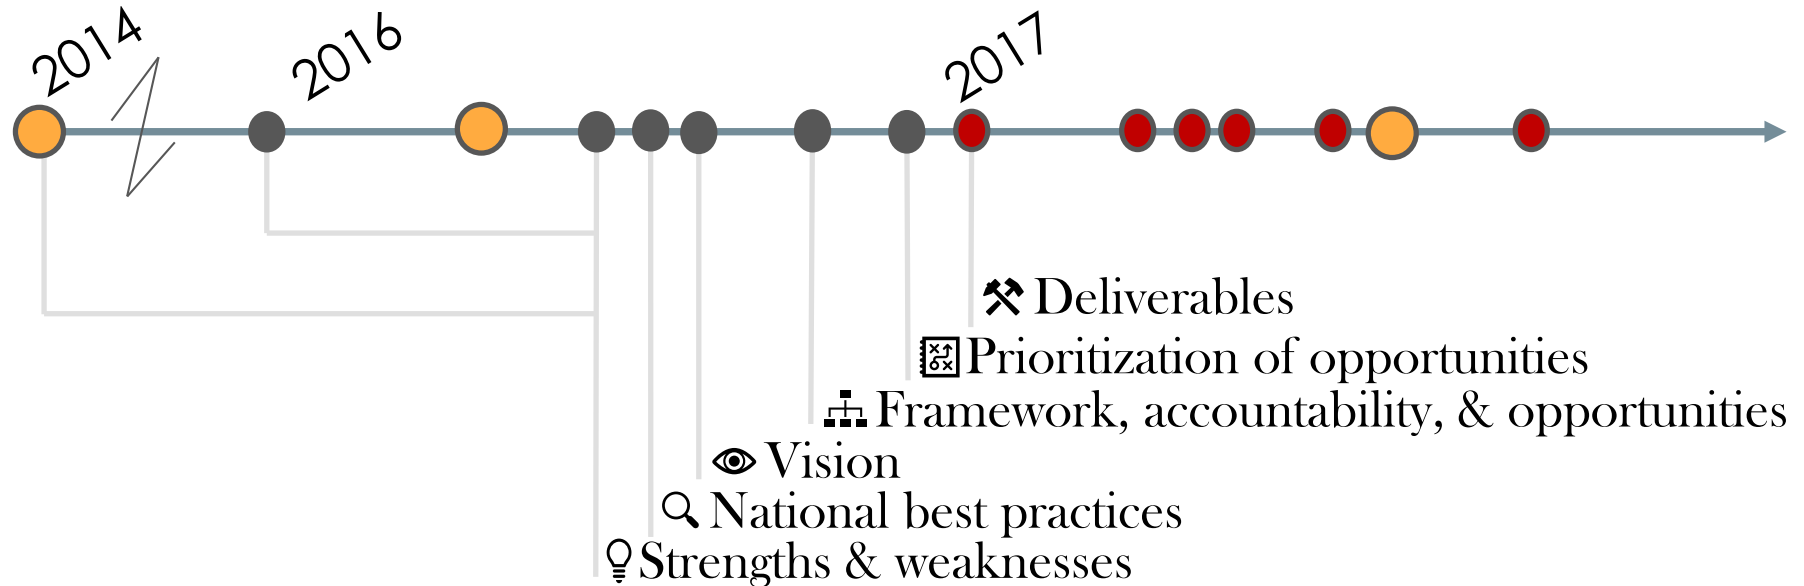 2014
2016
2017
Deliverables
Prioritization of opportunities
Framework, accountability, & opportunities
Vision
National best practices
Strengths & weaknesses